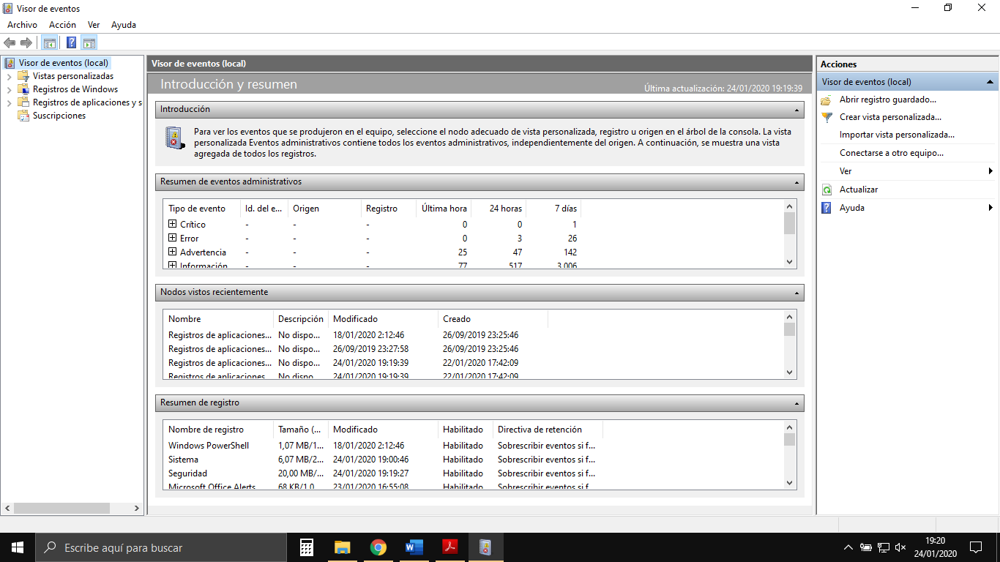 Visor de eventos
Archivo Acción Ver Ayuda
Visor de eventos (local)
Vistas personalizadas
Registros de Windows
Registros de aplicaciones y s
Suscripciones
Visor de eventos (local)
Introducción y resumen
Última actualización: 24/01/2020 19:19:39
Introducción
Para ver los eventos que se produjeron en el equipo, seleccione el nodo adecuado de vista personalizada, registro u origen en el árbol de la consola. La vista
personalizada Eventos administrativos contiene todos los eventos administrativos, independientemente del origen. A continuación, se muestra una vista
agregada de todos los registros.
Resumen de eventos administrativos
Tipo de evento Id. del e... Origen Registro Última hora 24 horas 7 días
Crítico - - - 0 0 1
Error - - - 0 3 26
Advertencia - - - 25 47 142
Información - - - 77 517 3.006
Nodos vistos recientemente
Nombre Descripción Modificado Creado
Registros de aplicaciones... No dispo... 18/01/2020 2:12:46 26/09/2019 23:25:46
Registros de aplicaciones... No dispo... 26/09/2019 23:27:58 26/09/2019 23:25:46
Registros de aplicaciones... No dispo... 24/01/2020 19:19:39 22/01/2020 17:42:09
Registros de aplicaciones... No dispo... 24/01/2020 19:19:39 22/01/2020 17:42:09
Resumen de registro
Nombre de registro Tamaño (... Modificado Habilitado Directiva de retención
Windows PowerShell 1,07 MB/1... 18/01/2020 2:12:46 Habilitado Sobrescribir eventos si f...
Sistema 6,07 MB/2... 24/01/2020 19:00:46 Habilitado Sobrescribir eventos si f...
Seguridad 20,00 MB/... 24/01/2020 19:19:27 Habilitado Sobrescribir eventos si f...
Microsoft Office Alerts 68 KB/1,0... 23/01/2020 16:55:08 Habilitado Sobrescribir eventos si f...
Acciones
Visor de eventos (local)
Abrir registro guardado...
Crear vista personalizada...
Importar vista personalizada...
Conectarse a otro equipo...
Ver
Actualizar
Ayuda
Escribe aquí para buscar
19:20
24/01/2020